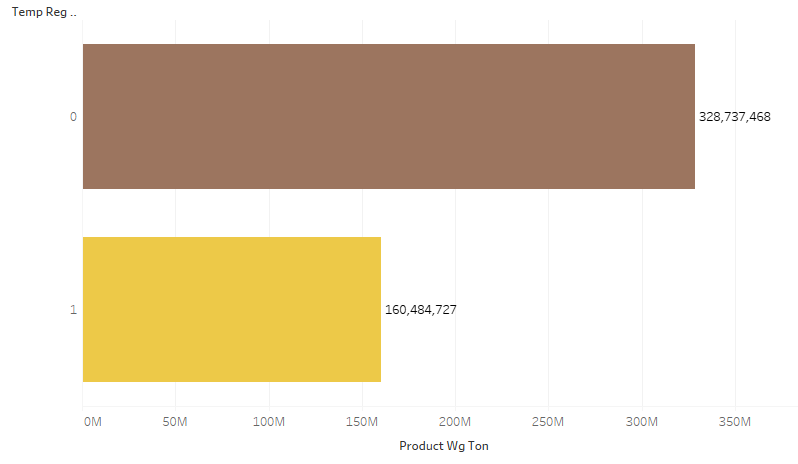 Temp Reg ..
0
328,737,468
1
160,484,727
0M 50M 100M 150M 200M 250M 300M 350M
Product Wg Ton